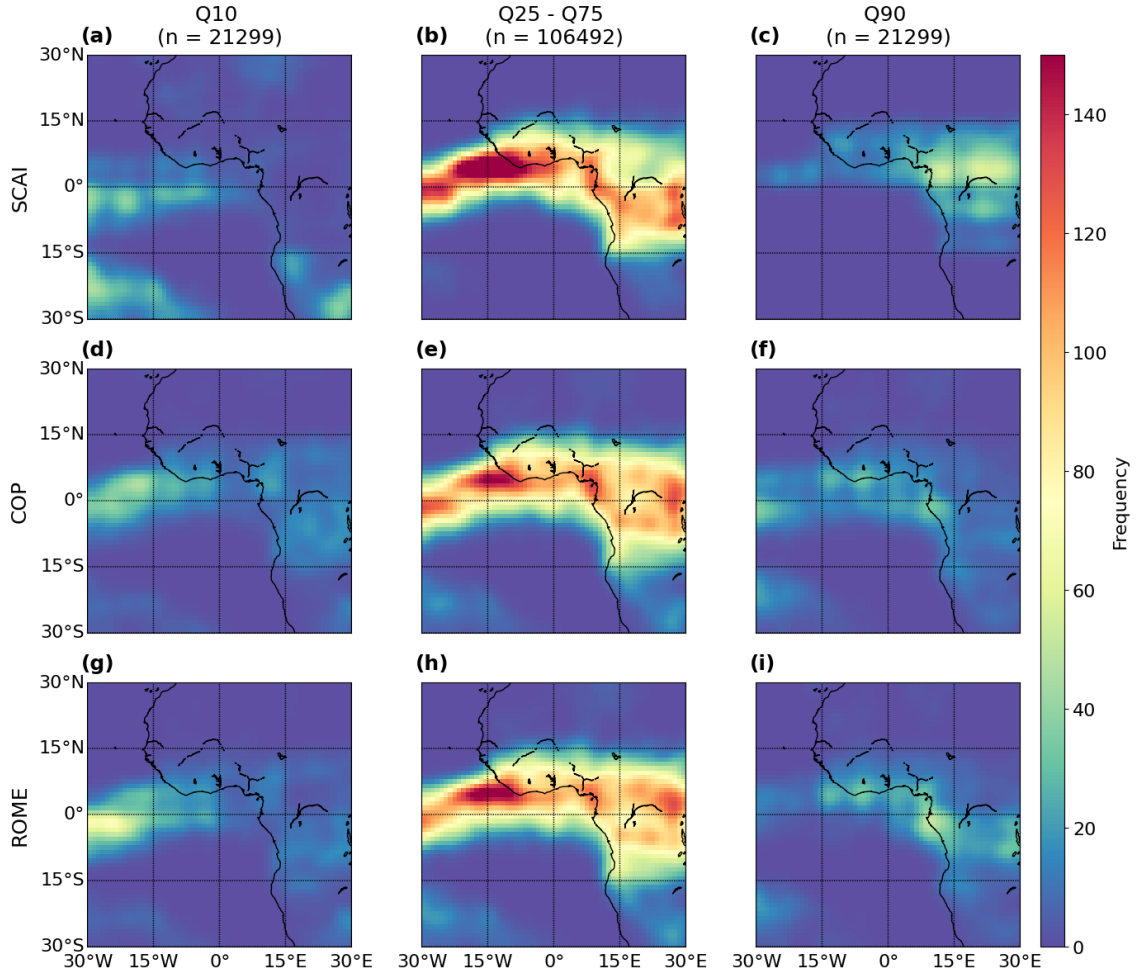 Q10
(n = 21299)
Q25 - Q75
(n = 106492)
Q90
(n = 21299)
(a)
(b)
(c)
30°N
15°N
0°
15°S
30°S
SCAI
(d)
(e)
(f)
30°N
15°N
0°
15°S
30°S
COP
(g)
(h)
(i)
30°N
15°N
0°
15°S
30°S
ROME
30°W 15°W 0° 15°E 30°E
30°W 15°W 0° 15°E 30°E
30°W 15°W 0° 15°E 30°E
140
120
100
80
60
40
20
0
Frequency